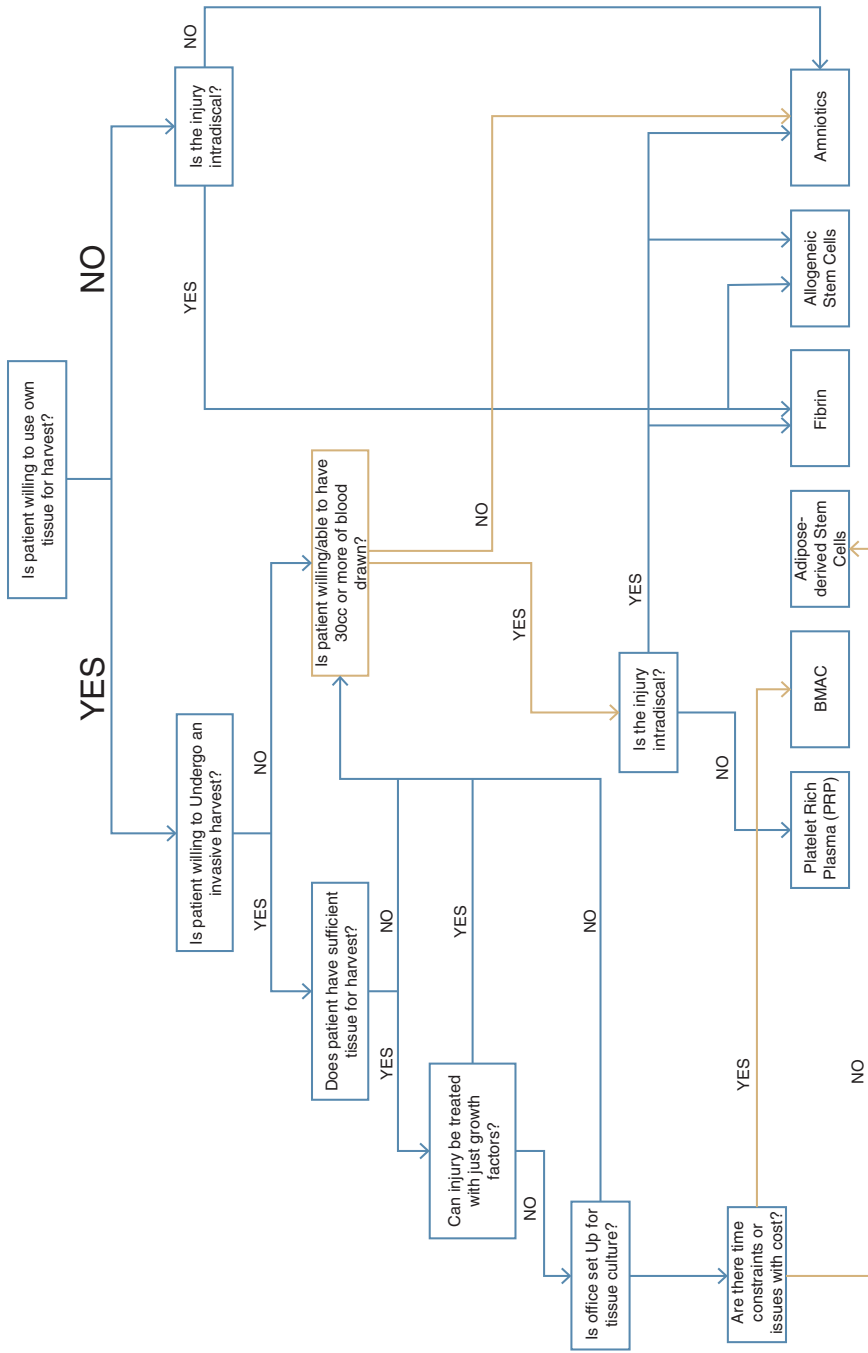 Is patient willing to use own
tissue for harvest?
YES
NO
Is patient willing to Undergo an
invasive harvest?
Is the injury
intradiscal?
NO
YES
NO
YES
Does patient have sufficient
tissue for harvest?
Is patient willing/able to have
30cc or more of blood
drawn?
YES
NO
Can injury be treated
with just growth
factors?
YES
NO
YES
NO
Is office set Up for
tissue culture?
NO
Is the injury
intradiscal?
YES
NO
Are there time
constraints or
issues with cost?
YES
NO
Platelet Rich
Plasma (PRP)
BMAC
Adipose-
derived Stem
Cells
Fibrin
Allogeneic
Stem Cells
Amniotics